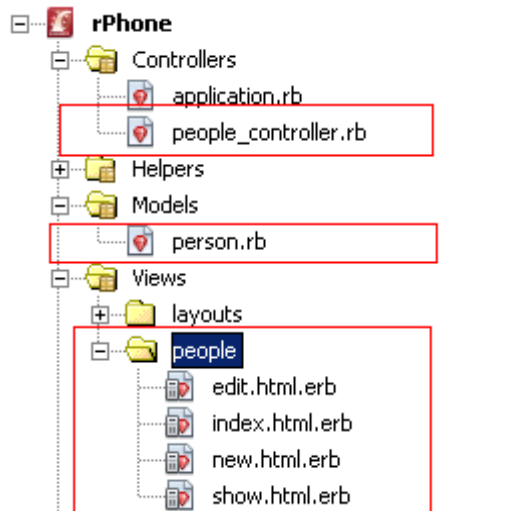 rPhone
Controllers
application.rb
people_controller.rb
Helpers
Models
person.rb
Views
layouts
people
edit.html.erb
index.html.erb
new.html.erb
show.html.erb